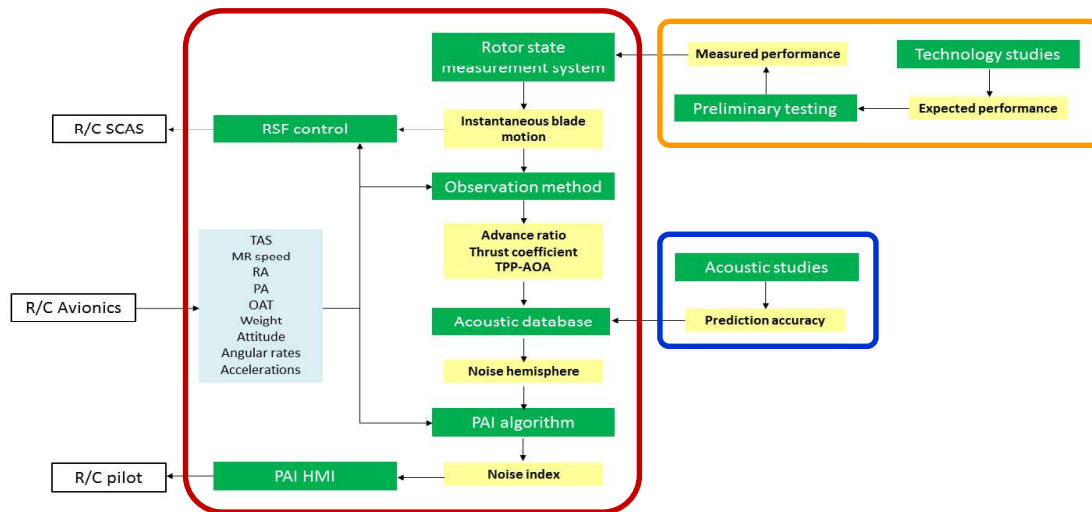 Rotor state
measurement system
Measured performance
Technology studies
Preliminary testing
Expected performance
R/C SCAS
RSF control
Instantaneous blade
motion
Observation method
TAS
MR speed
RA
PA
OAT
Weight
Attitude
Angular rates
Accelerations
Advance ratio
Thrust coefficient
TPP-AOA
Acoustic studies
R/C Avionics
Acoustic database
Prediction accuracy
Noise hemisphere
PAI algorithm
R/C pilot
PAI HMI
Noise index